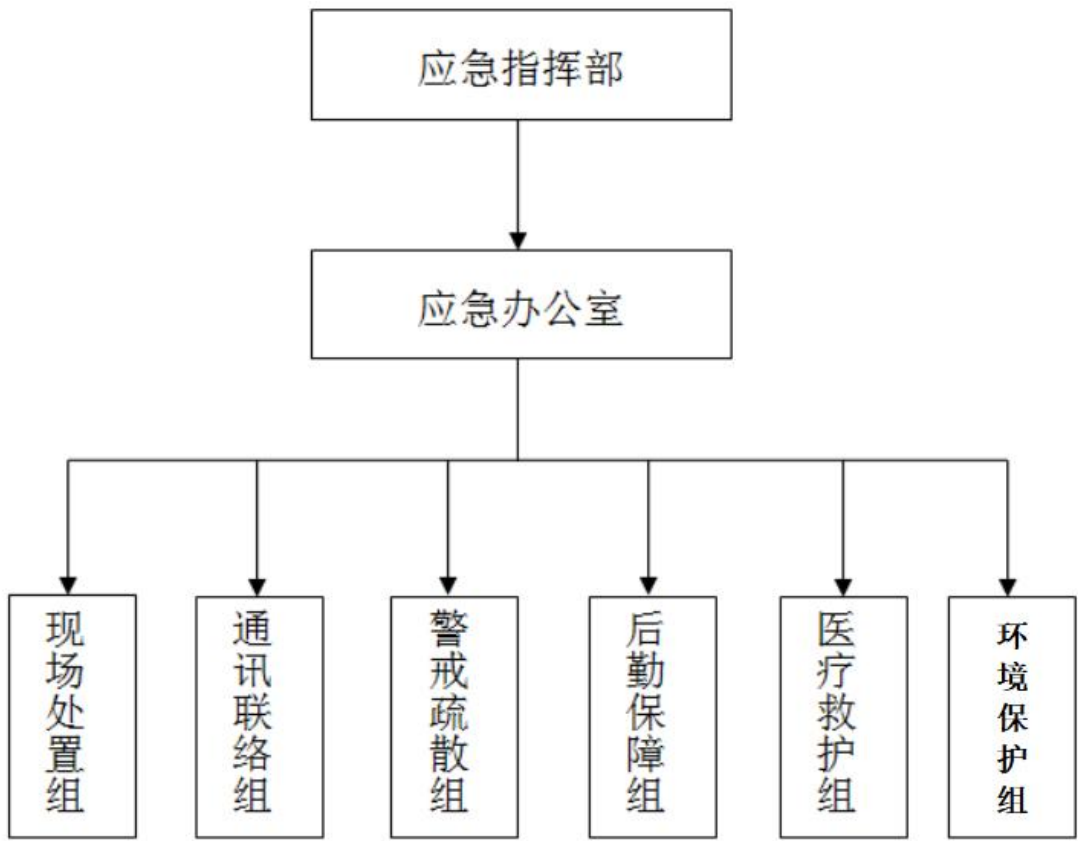 应急指挥部
应急办公室
现场处置组
通讯联络组
警戒疏散组
后勤保障组
医疗救护组
环境保护组